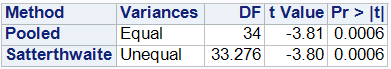 Method Variances DF t Value Pr > |t|
Pooled Equal 34 -3.81 0.0006
Satterthwaite Unequal 33.276 -3.80 0.0006